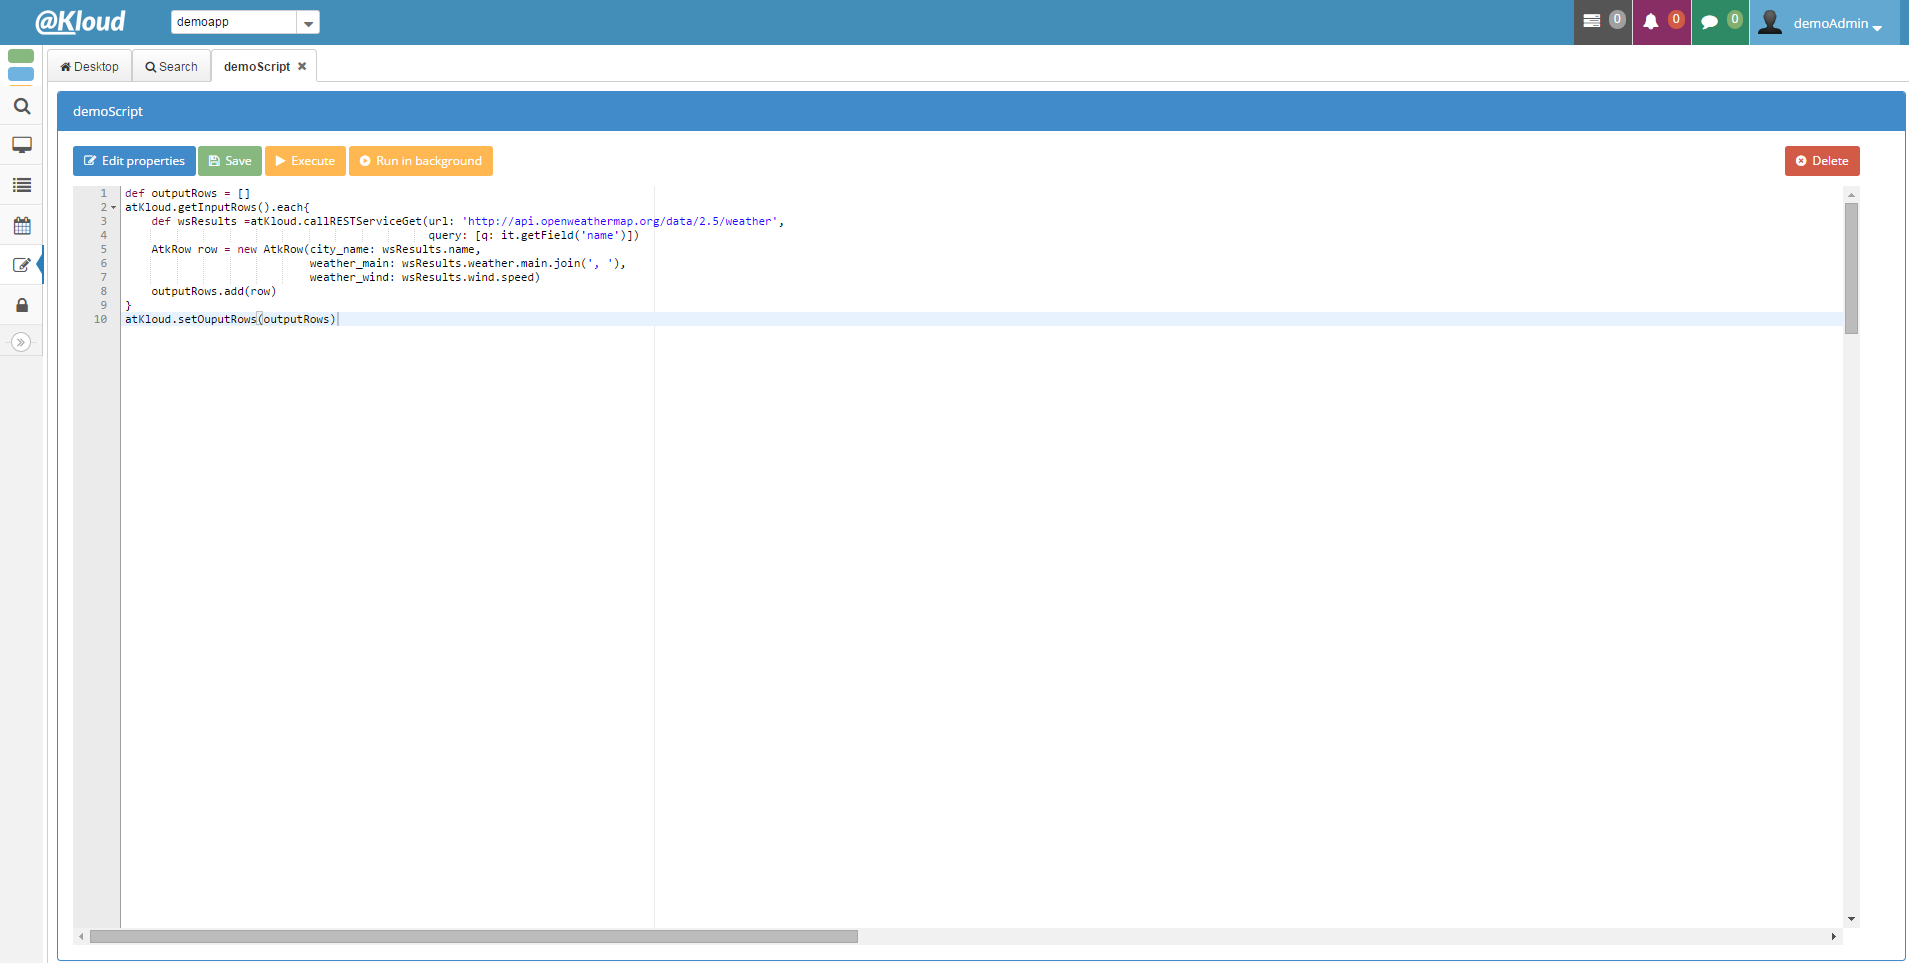 @Kloud
demoapp
0
0
0
demoAdmin
Desktop
Search
demoScript
demoScript
Edit properties
Save
Execute
Run in background
Delete
1 def outputRows = []
2 atKloud.getInputRows().each{
3     def wsResults =atKloud.callRESTServiceGet(url: 'http://api.openweathermap.org/data/2.5/weather',
4                                               query: [q: it.getField('name')])
5     AtkRow row = new AtkRow(city_name: wsResults.name,
6                             weather_main: wsResults.weather.main.join(', '),
7                             weather_wind: wsResults.wind.speed)
8     outputRows.add(row)
9 }
10 atKloud.setOuputRows(outputRows)